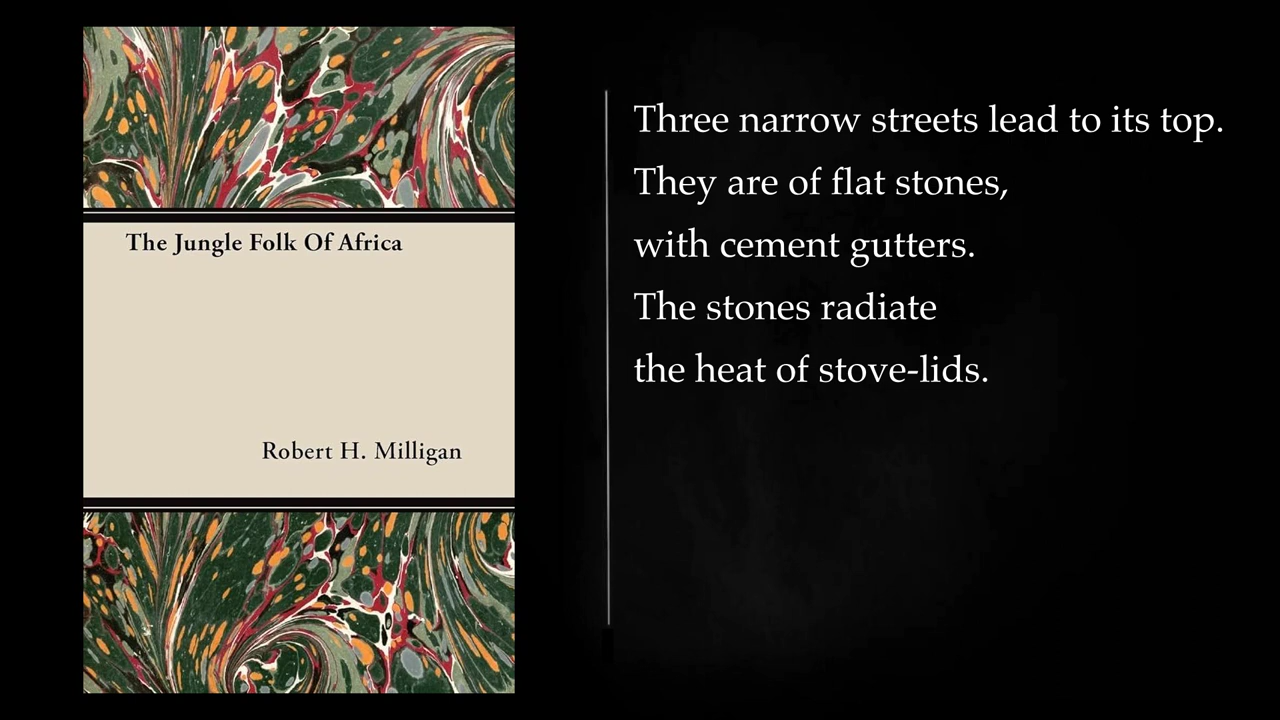 The Jungle Folk Of Africa
Robert H. Milligan
Three narrow streets lead to its top.
They are of flat stones,
with cement gutters.
The stones radiate
the heat of stove-lids.